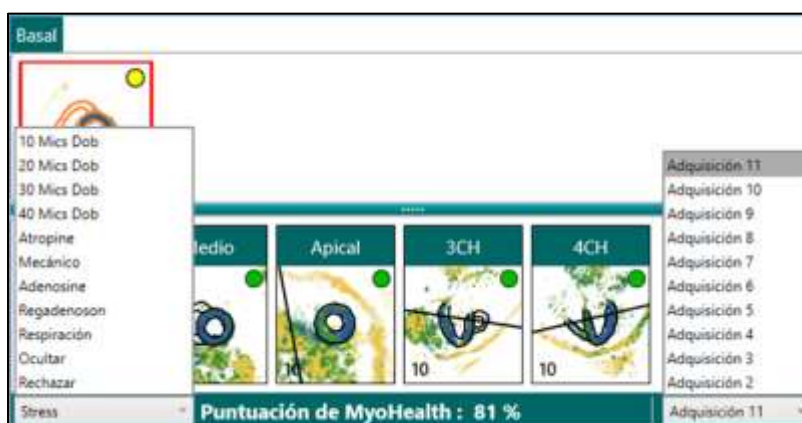 Basal
10 Mics Dob
20 Mics Dob
30 Mics Dob
40 Mics Dob
Atropine
Mecánico
Adenosine
Regadenoson
Respiración
Ocultar
Rechazar
Stress
Apical
3CH
4CH
10
10
10
Puntuación de MyoHealth : 81 %
Adquisición 11
Adquisición 10
Adquisición 9
Adquisición 8
Adquisición 7
Adquisición 6
Adquisición 5
Adquisición 4
Adquisición 3
Adquisición 2
Adquisición 11